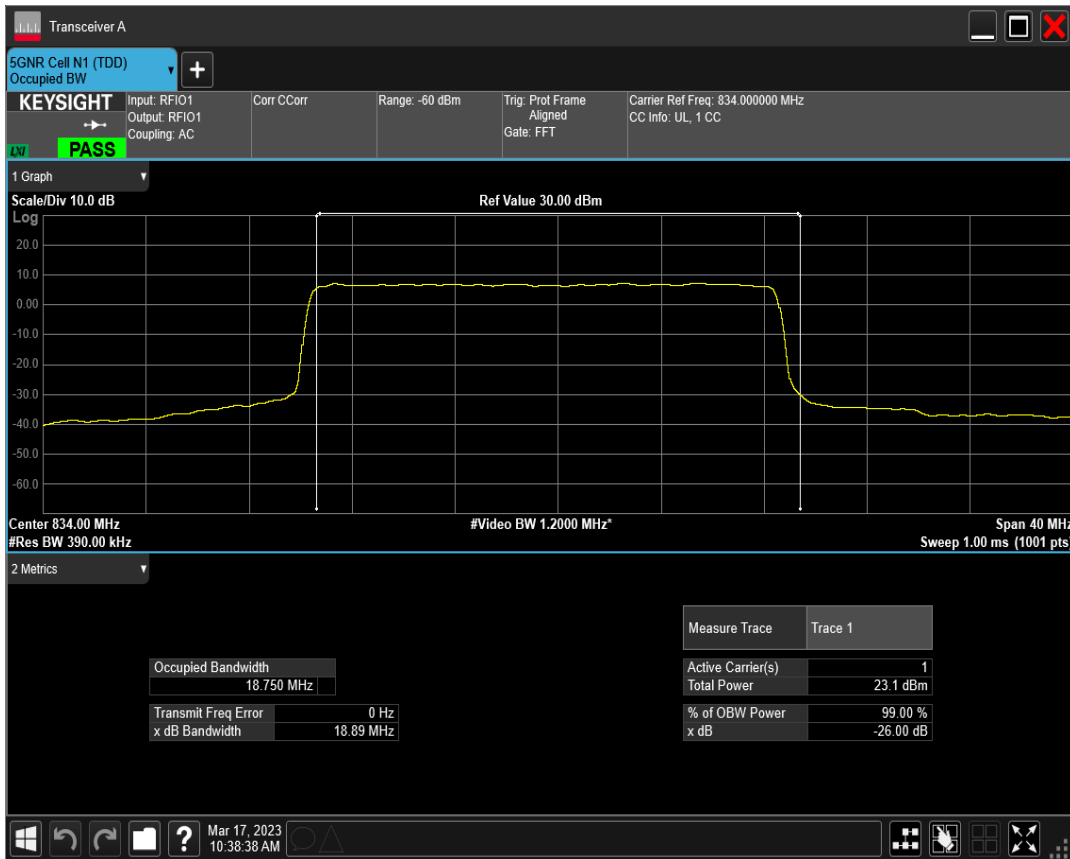 Transceiver A
5GNR Cell N1 (TDD)
Occupied BW
+
KEYSIGHT
LXI
PASS
Input: RFIO1
Output: RFIO1
Coupling: AC
Corr CCorr
Range: -60 dBm
Trig: Prot Frame
Aligned
Gate: FFT
Carrier Ref Freq: 834.000000 MHz
CC Info: UL, 1 CC
1 Graph
Scale/Div 10.0 dB
Ref Value 30.00 dBm
Log
20.0
10.0
0.00
-10.0
-20.0
-30.0
-40.0
-50.0
-60.0
Center 834.00 MHz
#Video BW 1.2000 MHz*
Span 40 MHz
#Res BW 390.00 kHz
Sweep 1.00 ms (1001 pts)
2 Metrics
Measure Trace Trace 1
Occupied Bandwidth
18.750 MHz
Active Carrier(s) 1
Total Power 23.1 dBm
Transmit Freq Error 0 Hz
x dB Bandwidth 18.89 MHz
% of OBW Power 99.00 %
x dB -26.00 dB
?
Mar 17, 2023
10:38:38 AM